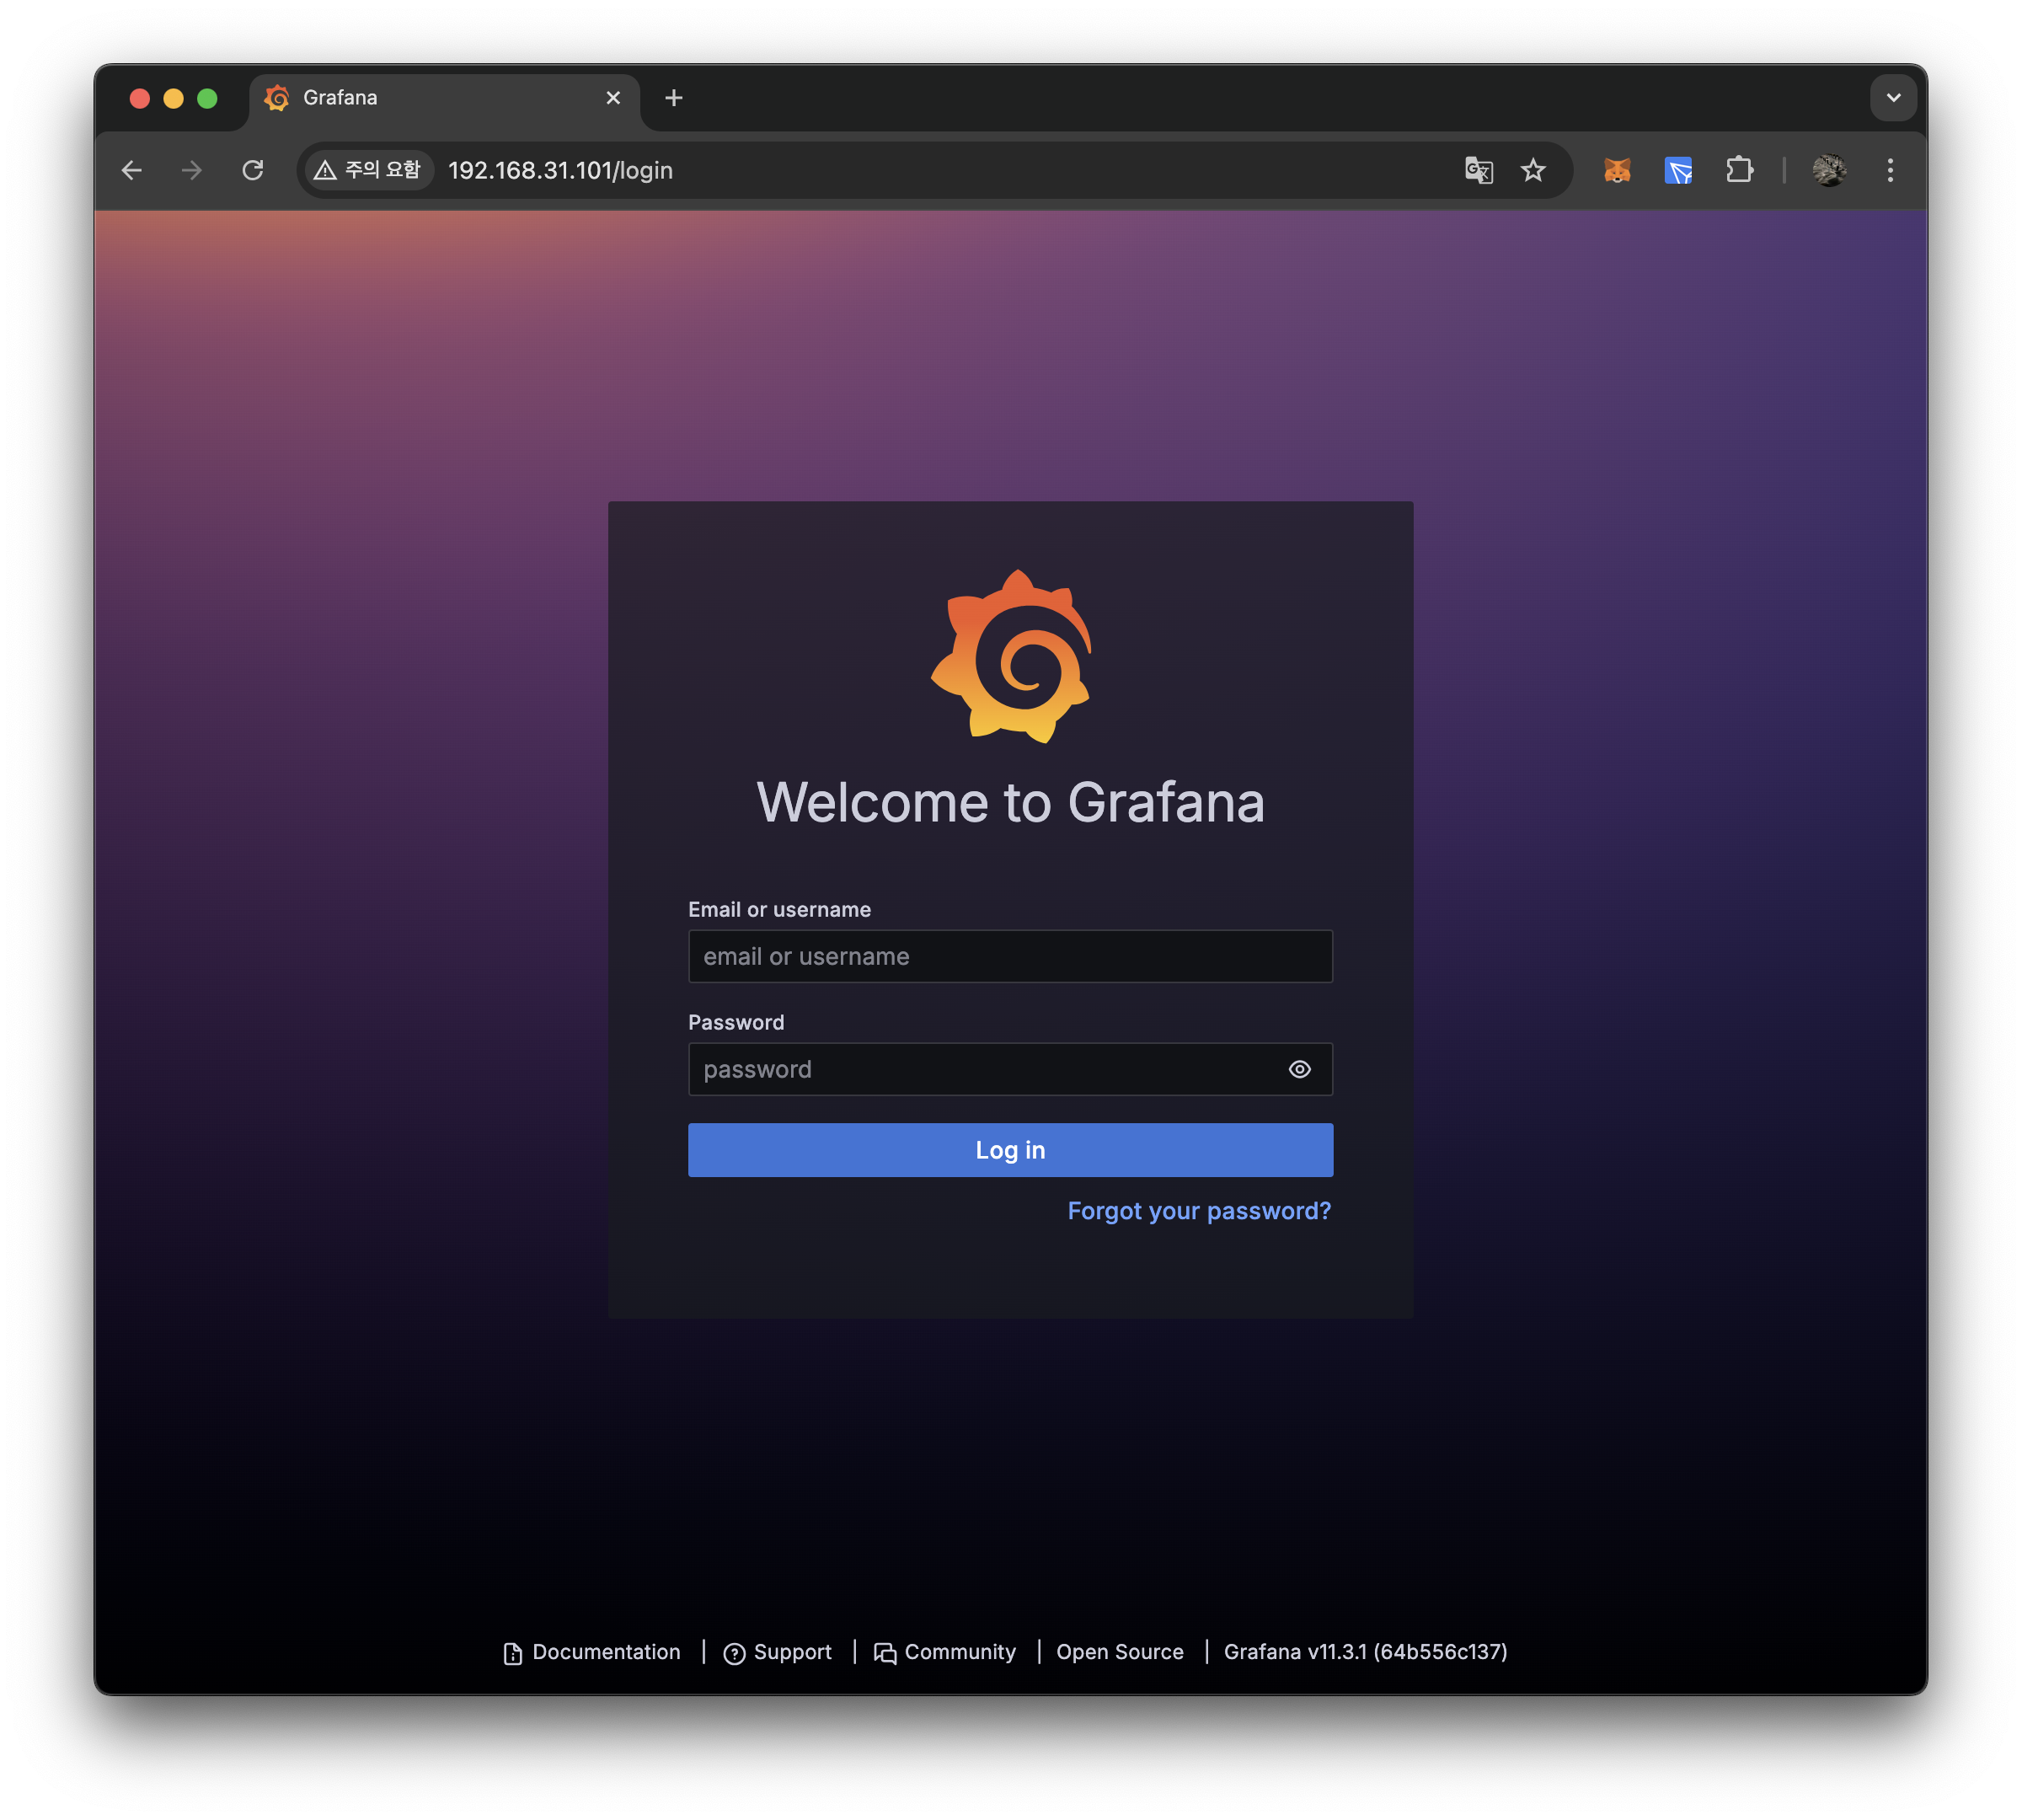 Grafana
주의 요함 192.168.31.101/login
Welcome to Grafana
Email or username
email or username
Password
password
Log in
Forgot your password?
Documentation | Support | Community | Open Source | Grafana v11.3.1 (64b556c137)